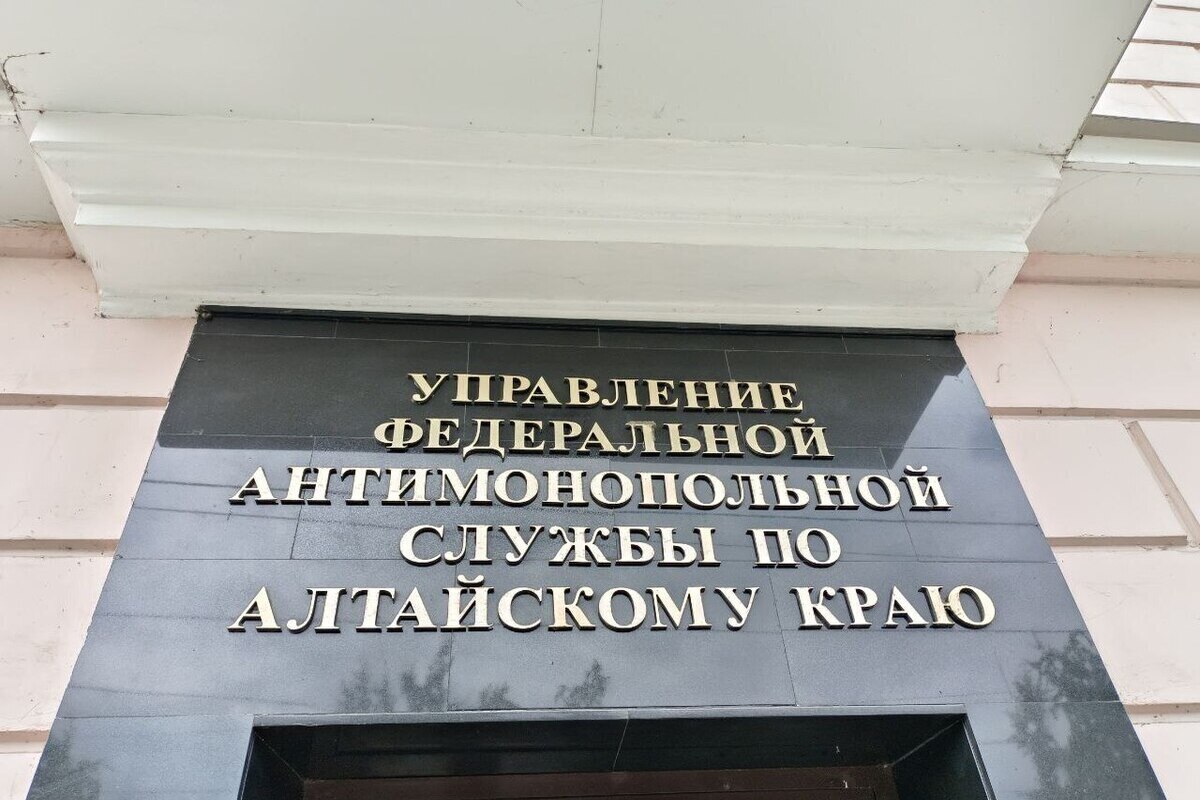 УПРАВЛЕНИЕ
ФЕДЕРАЛЬНОЙ
АНТИМОНОПОЛЬНОЙ
СЛУЖБЫ ПО
АЛТАЙСКОМУ КРАЮ